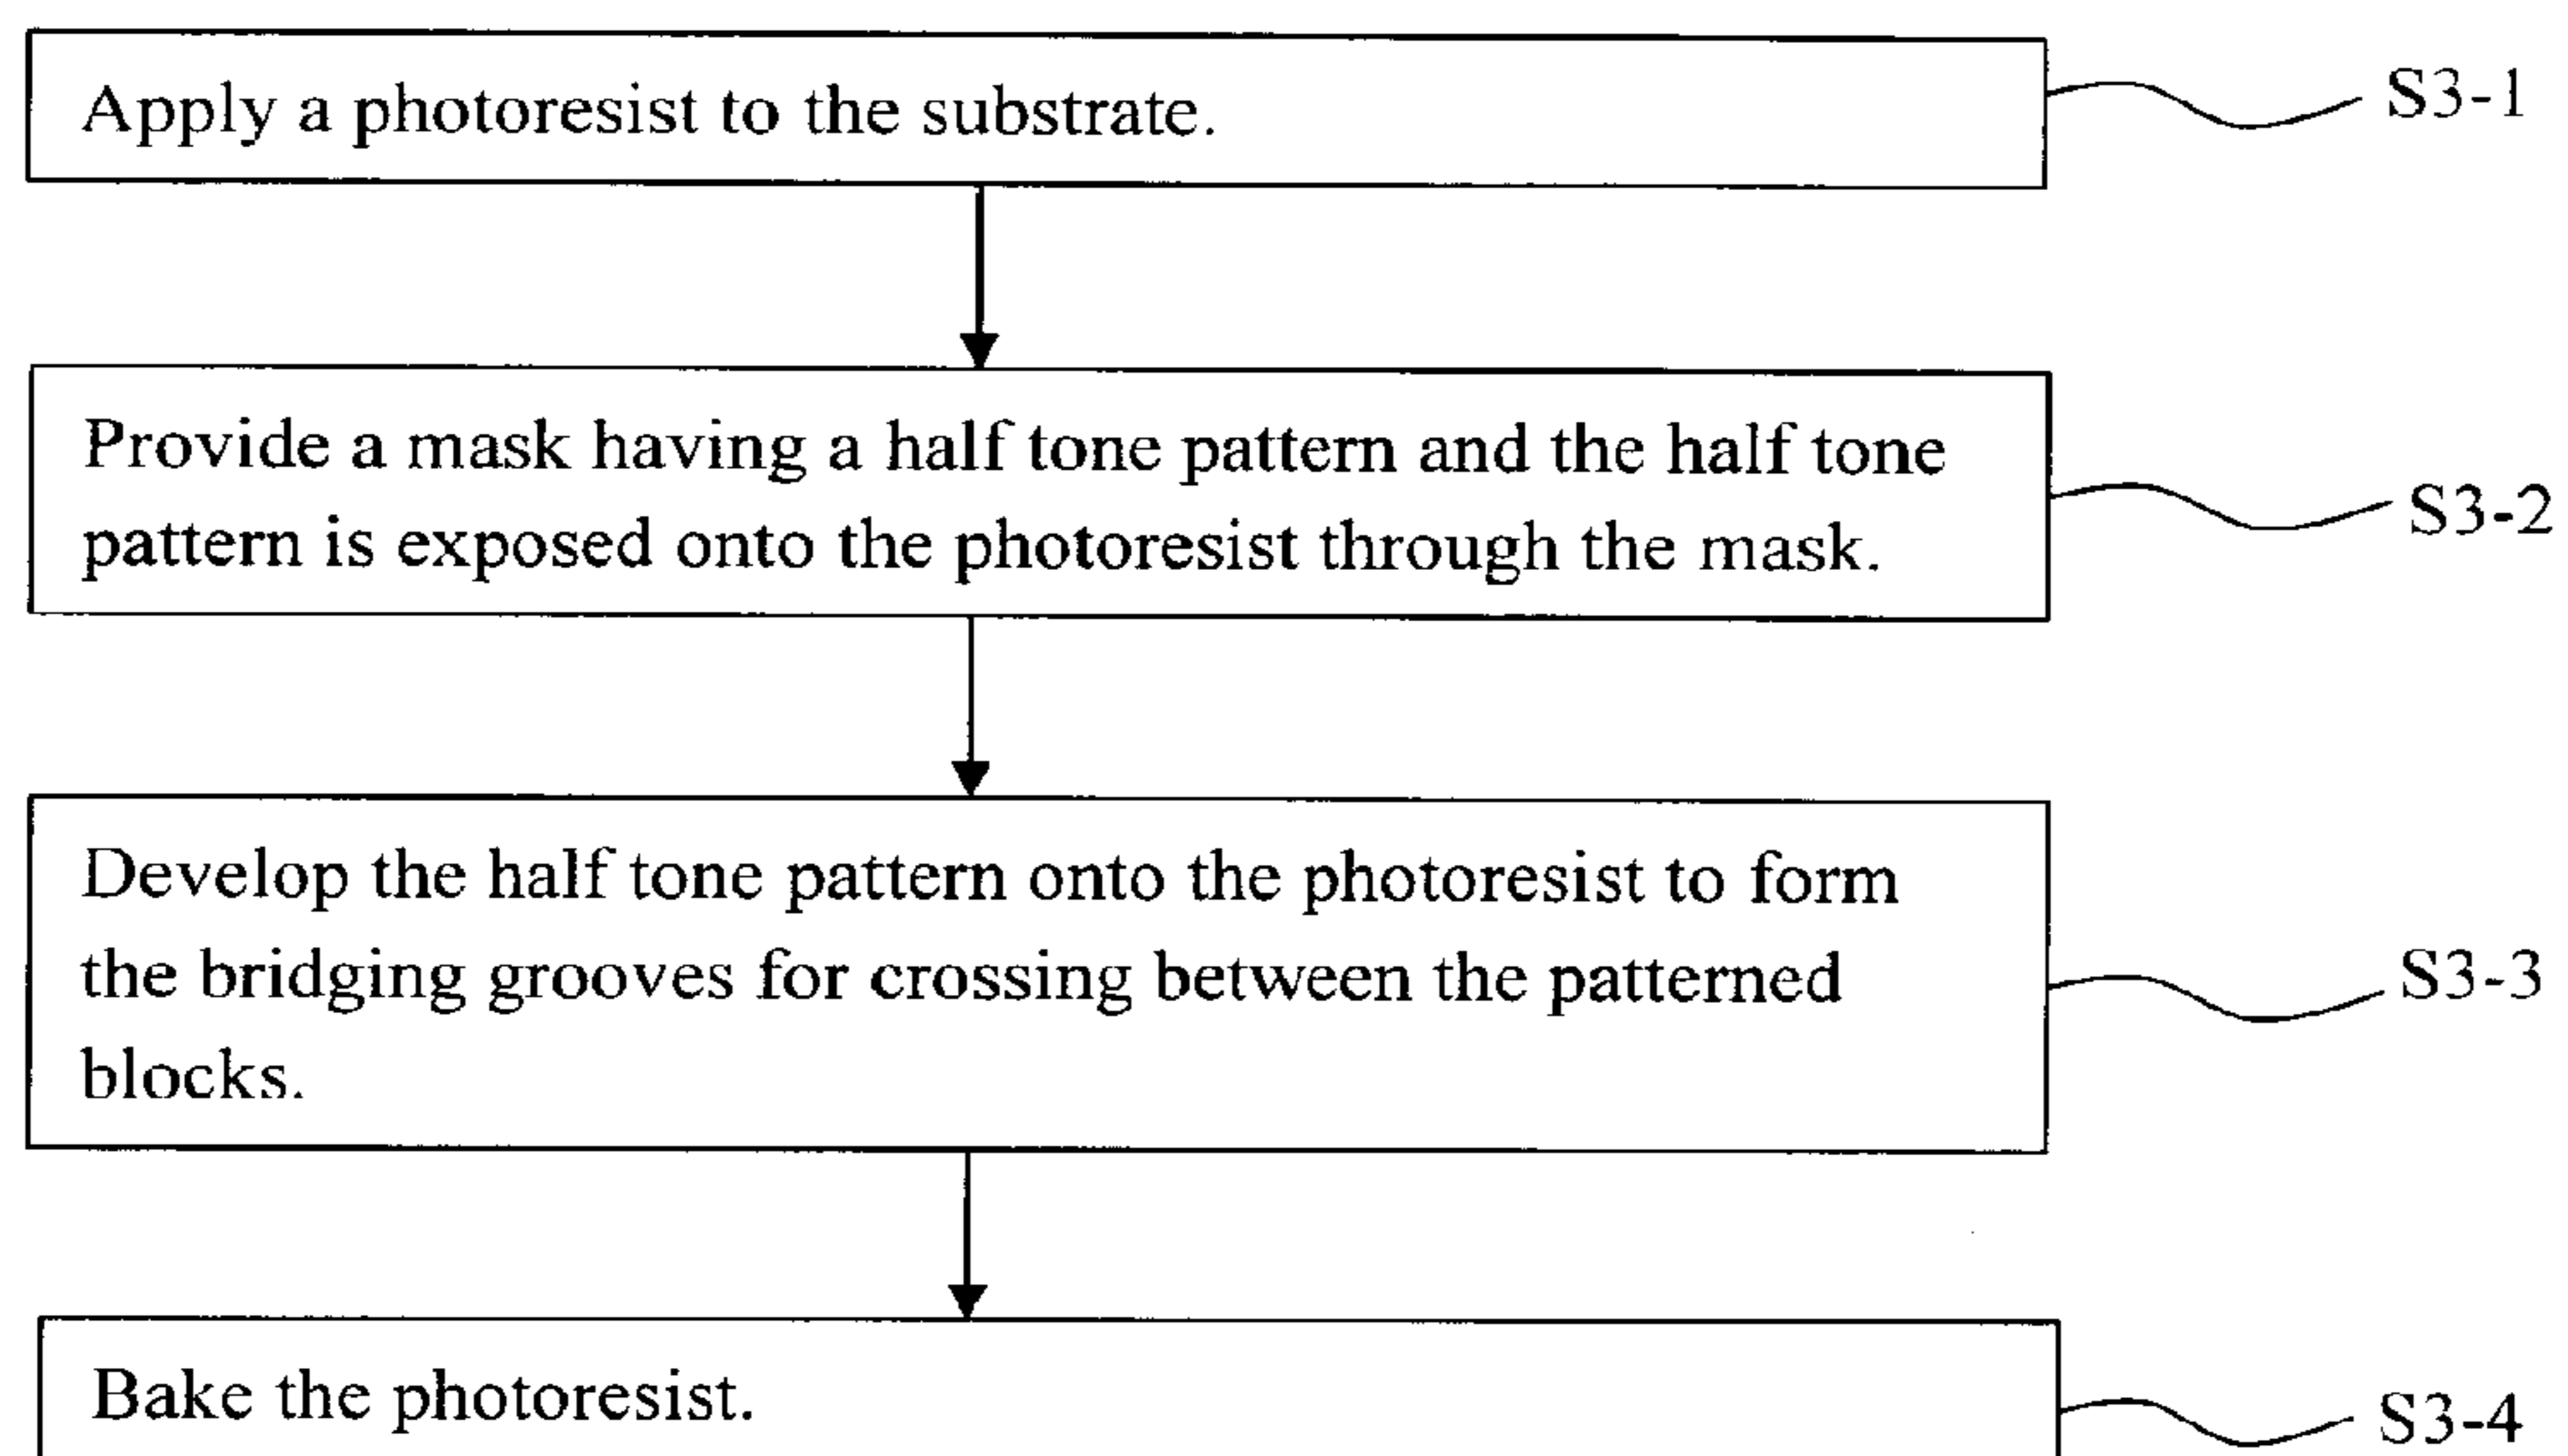 Apply a photoresist to the substrate.
S3-1
Provide a mask having a half tone pattern and the half tone
pattern is exposed onto the photoresist through the mask.
S3-2
Develop the half tone pattern onto the photoresist to form
the bridging grooves for crossing between the patterned
blocks.
S3-3
Bake the photoresist.
S3-4